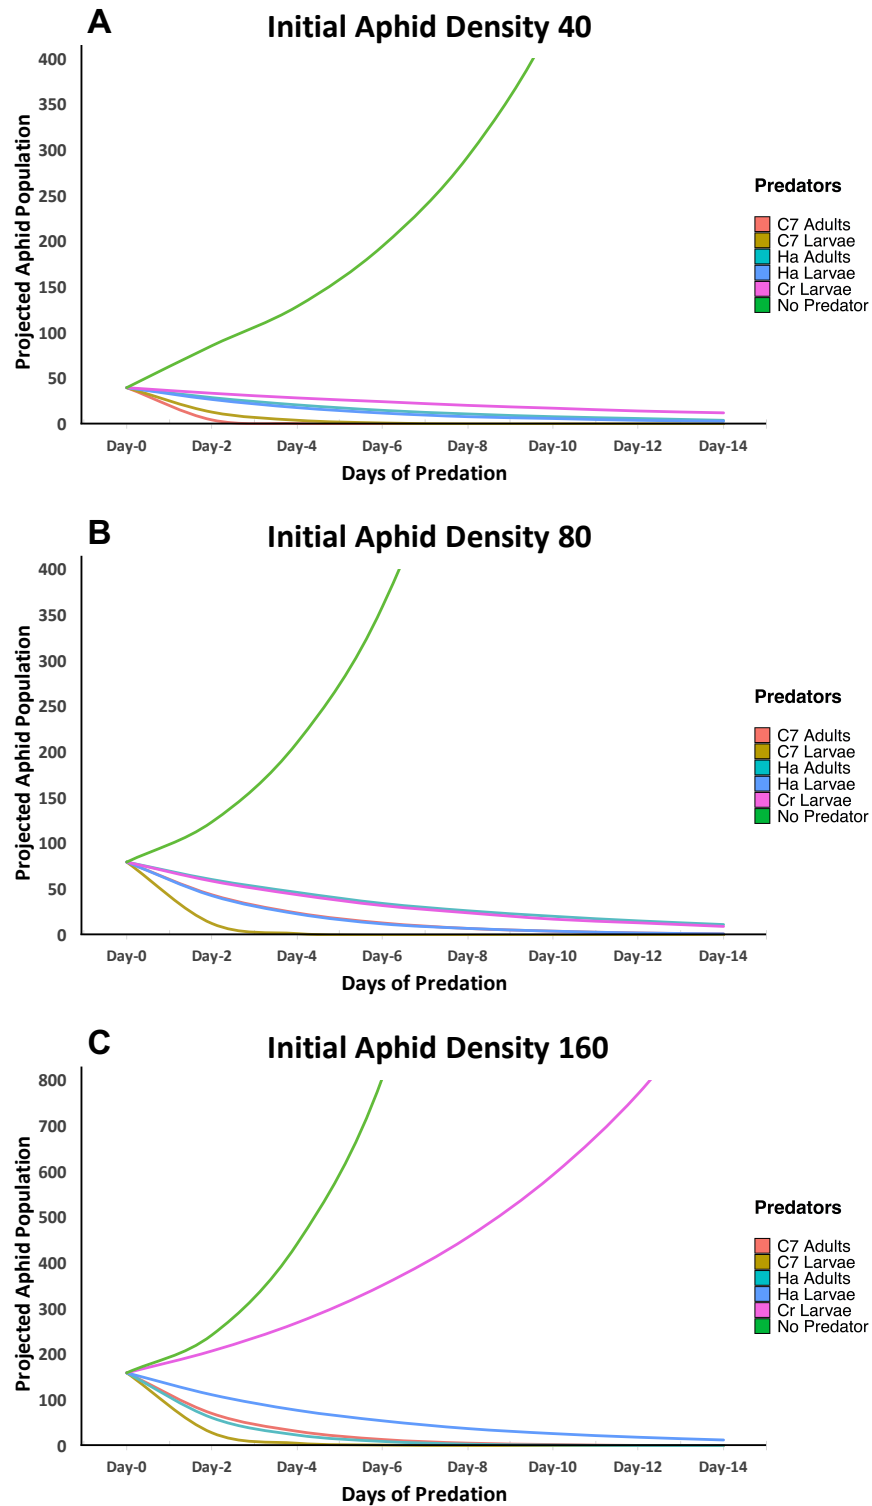 A
Initial Aphid Density 40
Projected Aphid Population
400
350
300
250
200
150
100
50
0
Day-0 Day-2 Day-4 Day-6 Day-8 Day-10 Day-12 Day-14
Days of Predation
Predators
C7 Adults
C7 Larvae
Ha Adults
Ha Larvae
Cr Larvae
No Predator
B
Initial Aphid Density 80
Projected Aphid Population
400
350
300
250
200
150
100
50
0
Day-0 Day-2 Day-4 Day-6 Day-8 Day-10 Day-12 Day-14
Days of Predation
Predators
C7 Adults
C7 Larvae
Ha Adults
Ha Larvae
Cr Larvae
No Predator
C
Initial Aphid Density 160
Projected Aphid Population
800
700
600
500
400
300
200
100
0
Day-0 Day-2 Day-4 Day-6 Day-8 Day-10 Day-12 Day-14
Days of Predation
Predators
C7 Adults
C7 Larvae
Ha Adults
Ha Larvae
Cr Larvae
No Predator